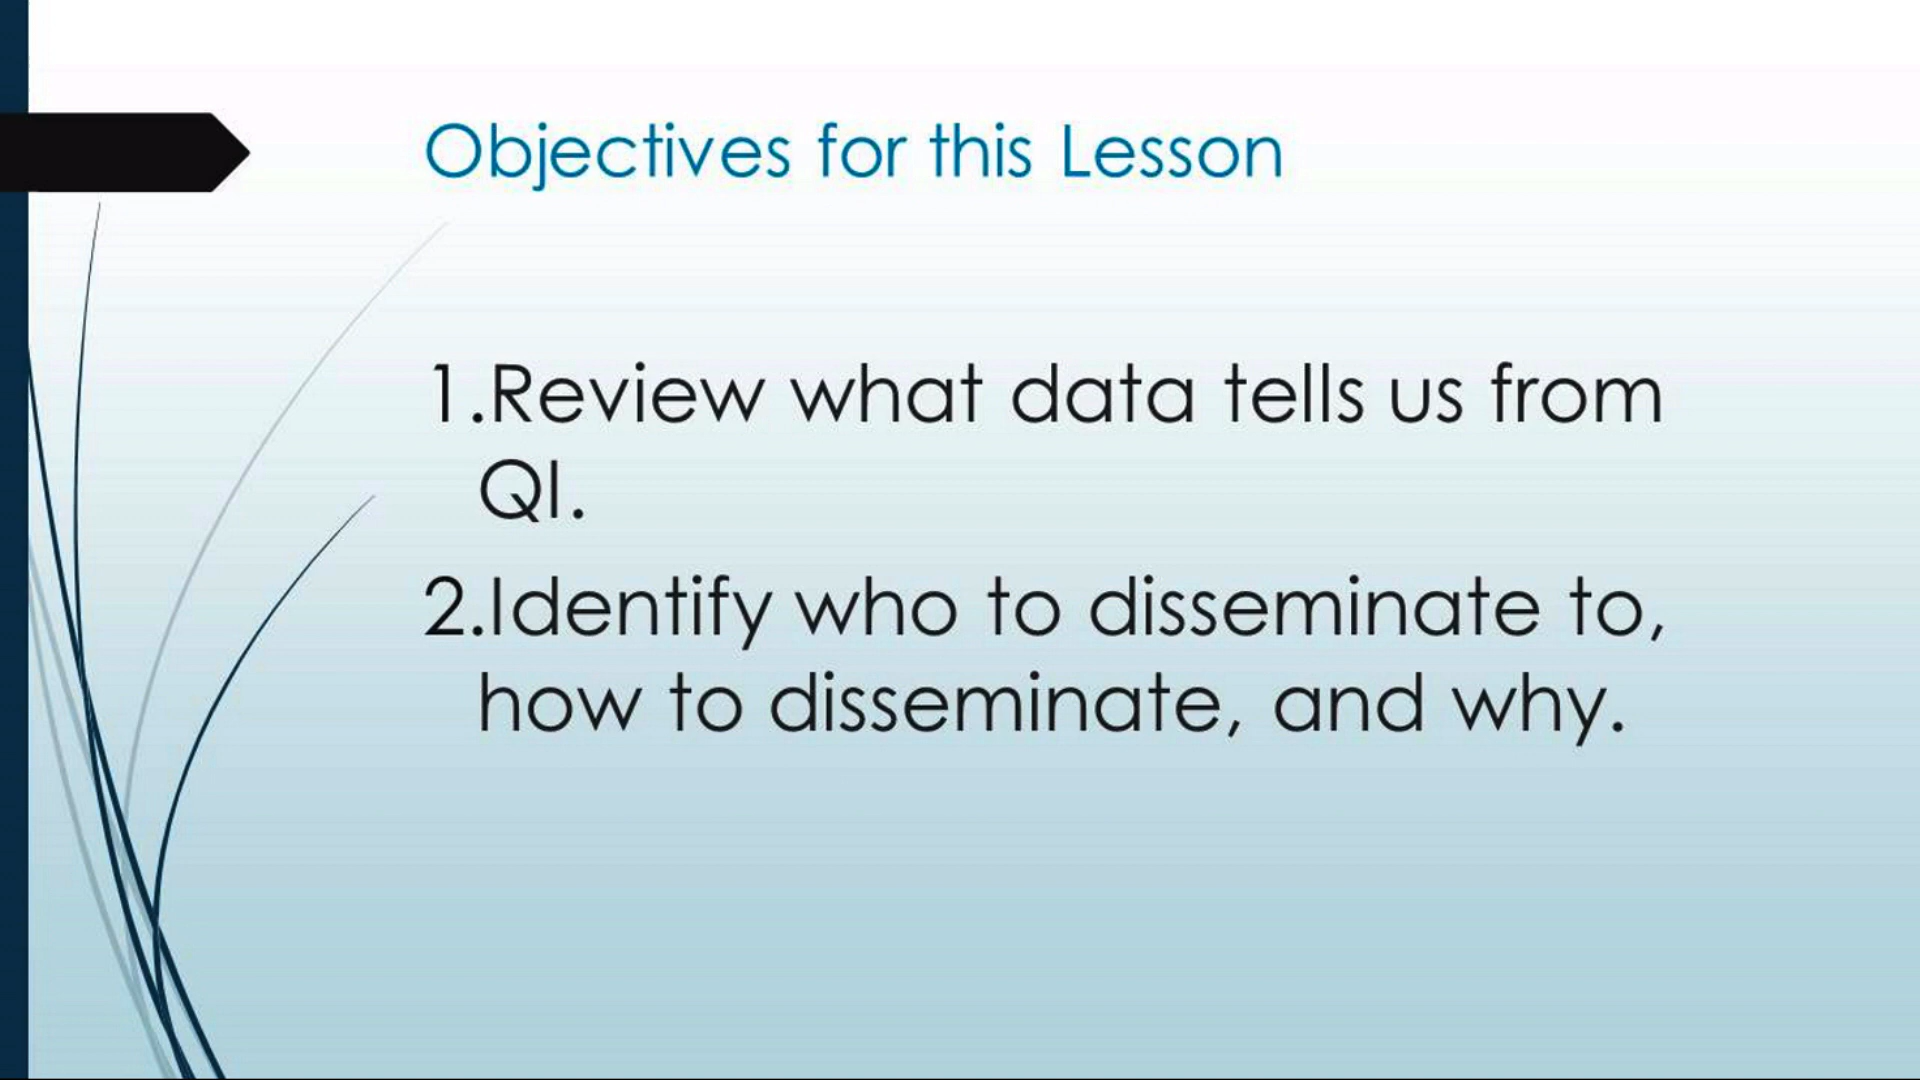 Objectives for this Lesson
1.Review what data tells us from
QI.
2.Identify who to disseminate to,
how to disseminate, and why.